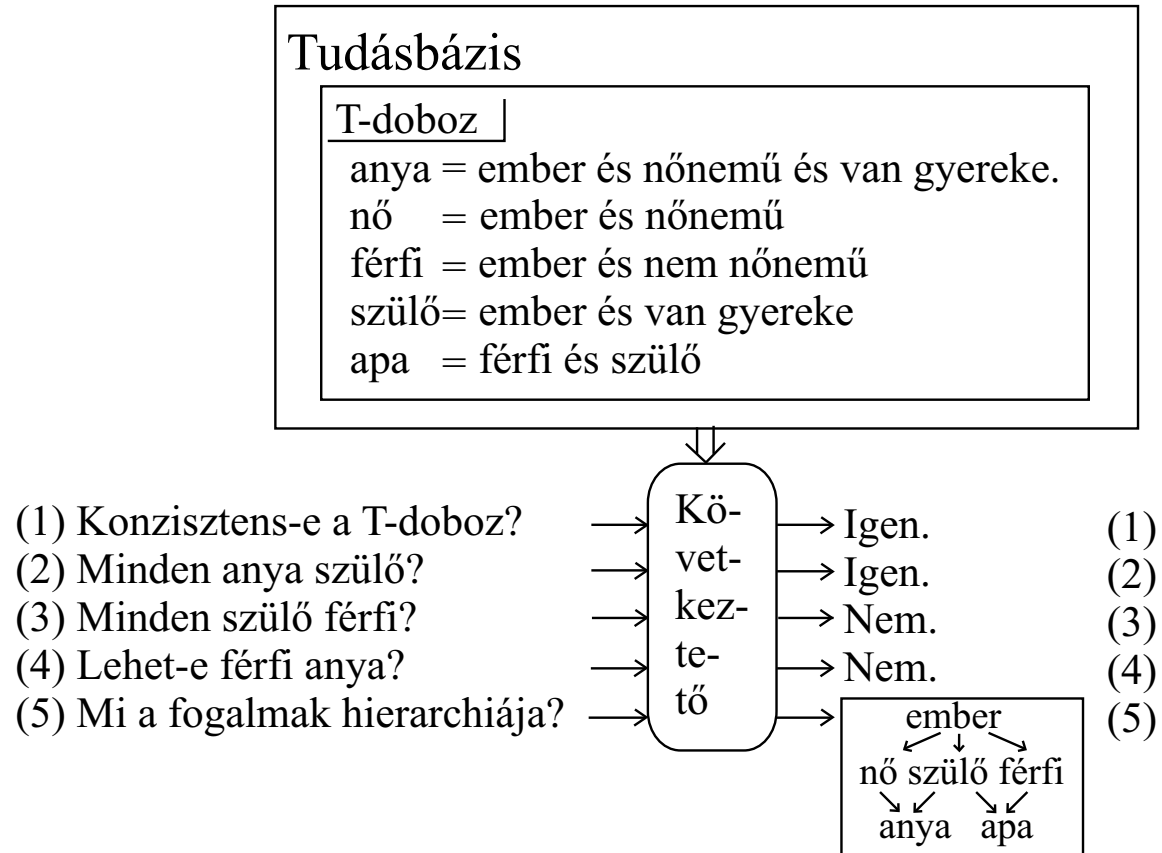 Tudásbázis
T-doboz
anya = ember és nőnemű és van gyereke.
nő = ember és nőnemű
férfi = ember és nem nőnemű
szülő= ember és van gyereke
apa = férfi és szülő
(1) Konzisztens-e a T-doboz?
(2) Minden anya szülő?
(3) Minden szülő férfi?
(4) Lehet-e férfi anya?
(5) Mi a fogalmak hierarchiája?
Kö-
vet-
kez-
te-
tő
Igen. (1)
Igen. (2)
Nem. (3)
Nem. (4)
(5)
ember
nő szülő férfi
anya apa